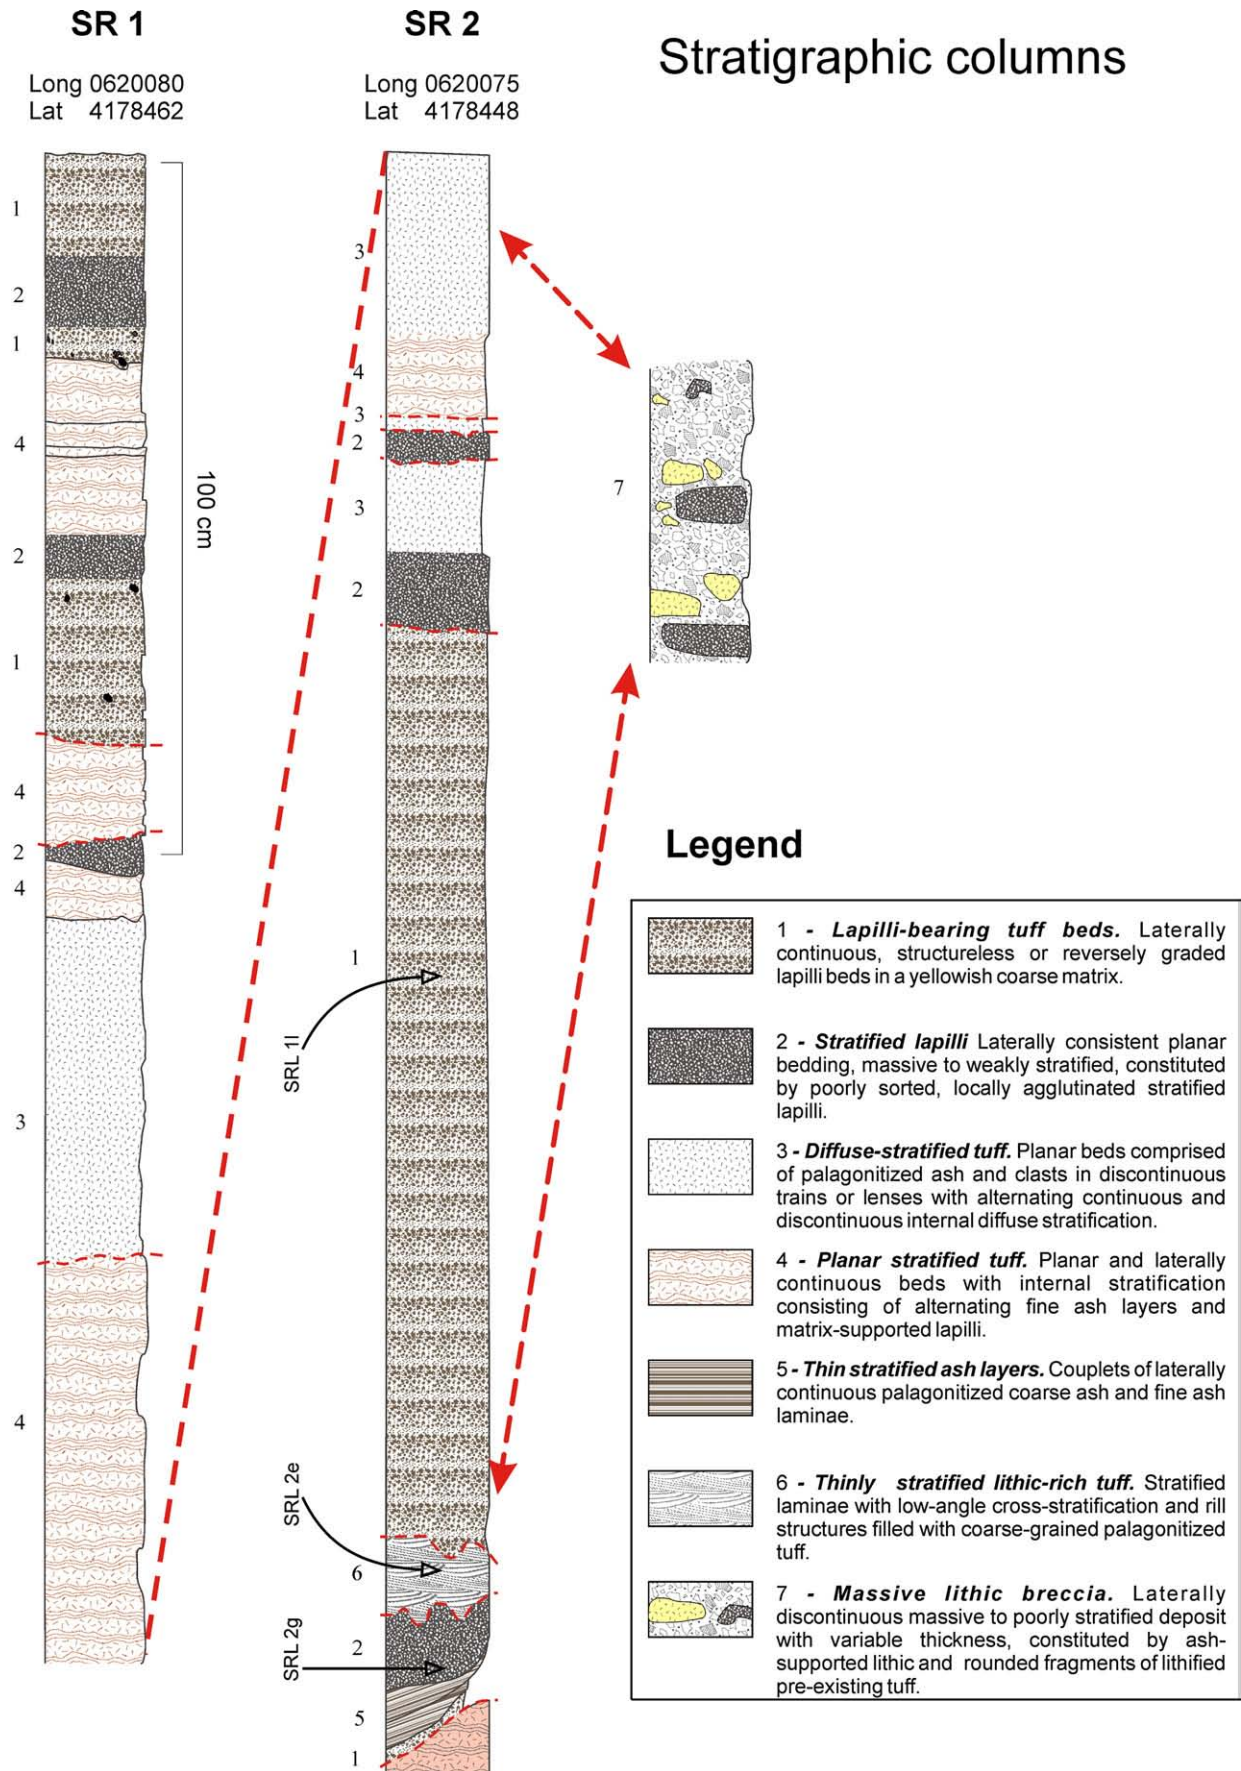 SR 1
Long 0620080
Lat 4178462
1
2
1
4
2
1
4
2
4
3
4
100 cm
SR 2
Long 0620075
Lat 4178448
3
4
3
2
3
2
1
6
2
5
1
SRL 1l
SRL 2e
SRL 2g
Stratigraphic columns
7
Legend
1 - Lapilli-bearing tuff beds. Laterally
continuous, structureless or reversely graded
lapilli beds in a yellowish coarse matrix.
2 - Stratified lapilli Laterally consistent planar
bedding, massive to weakly stratified, constituted
by poorly sorted, locally agglutinated stratified
lapilli.
3 - Diffuse-stratified tuff. Planar beds comprised
of palagonitized ash and clasts in discontinuous
trains or lenses with alternating continuous and
discontinuous internal diffuse stratification.
4 - Planar stratified tuff. Planar and laterally
continuous beds with internal stratification
consisting of alternating fine ash layers and
matrix-supported lapilli.
5 - Thin stratified ash layers. Couplets of laterally
continuous palagonitized coarse ash and fine ash
laminae.
6 - Thinly stratified lithic-rich tuff. Stratified
laminae with low-angle cross-stratification and rill
structures filled with coarse-grained palagonitized
tuff.
7 - Massive lithic breccia. Laterally
discontinuous massive to poorly stratified deposit
with variable thickness, constituted by ash-
supported lithic and rounded fragments of lithified
pre-existing tuff.